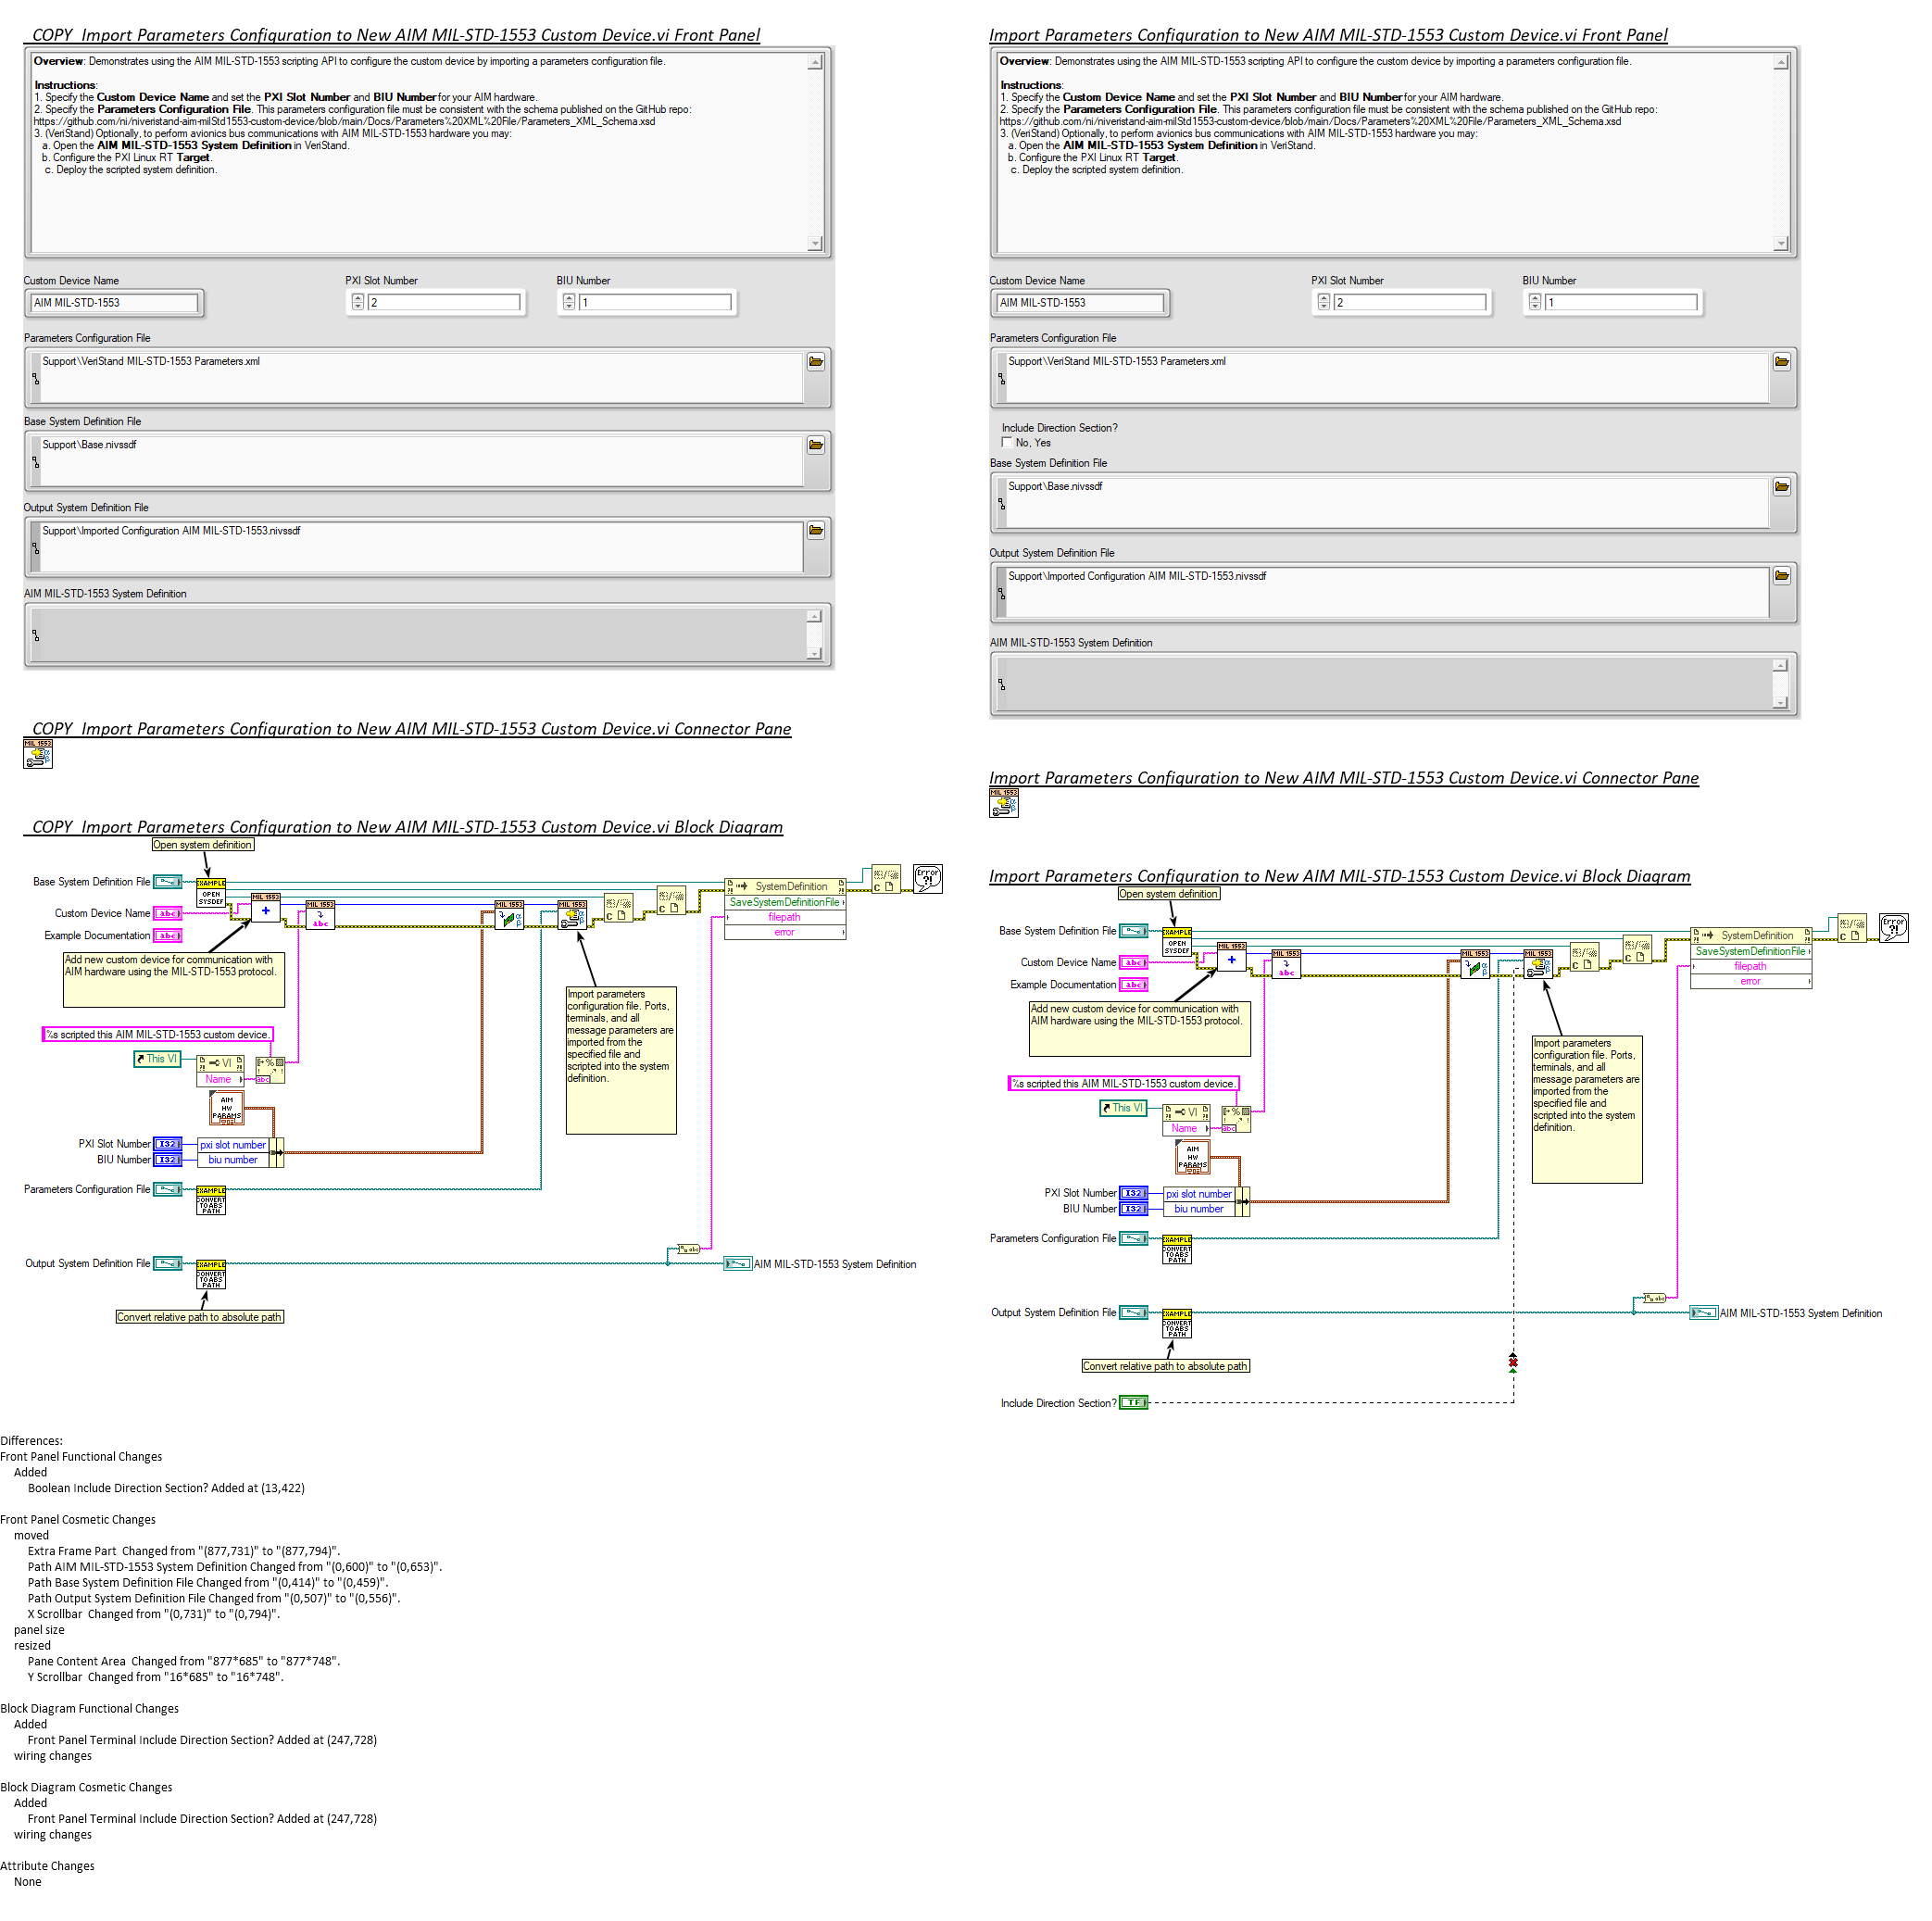 COPY  Import Parameters Configuration to New AIM MIL-STD-1553 Custom Device.vi Front Panel
Overview: Demonstrates using the AIM MIL-STD-1553 scripting API to configure the custom device by importing a parameters configuration file.
Instructions:
1. Specify the Custom Device Name and set the PXI Slot Number and BIU Number for your AIM hardware.
2. Specify the Parameters Configuration File. This parameters configuration file must be consistent with the schema published on the GitHub repo:
https://github.com/ni/niveristand-aim-milStd1553-custom-device/blob/main/Docs/Parameters%20XML%20File/Parameters_XML_Schema.xsd
3. (VeriStand) Optionally, to perform avionics bus communications with AIM MIL-STD-1553 hardware you may:
a. Open the AIM MIL-STD-1553 System Definition in VeriStand.
b. Configure the PXI Linux RT Target.
c. Deploy the scripted system definition.
Custom Device Name
PXI Slot Number
BIU Number
AIM MIL-STD-1553
2
1
Parameters Configuration File
Support\VeriStand MIL-STD-1553 Parameters.xml
Base System Definition File
Support\Base.nivssdf
Output System Definition File
Support\Imported Configuration AIM MIL-STD-1553.nivssdf
AIM MIL-STD-1553 System Definition
COPY  Import Parameters Configuration to New AIM MIL-STD-1553 Custom Device.vi Connector Pane
MIL 1553
COPY  Import Parameters Configuration to New AIM MIL-STD-1553 Custom Device.vi Block Diagram
Open system definition
Base System Definition File
EXAMPLE
OPEN
SYSDEF
MIL 1553
MIL 1553
abc
MIL 1553
MIL 1553
SystemDefinition
SaveSystemDefinitionFile
filepath
error
Error
?!
Custom Device Name
abc
Example Documentation
abc
Add new custom device for communication with
AIM hardware using the MIL-STD-1553 protocol.
Import parameters
configuration file. Ports,
terminals, and all
message parameters are
imported from the
specified file and
scripted into the system
definition.
%s scripted this AIM MIL-STD-1553 custom device.
This VI
VI
Name
AIM
HW
PARAMS
PXI Slot Number
I32
pxi slot number
BIU Number
I32
biu number
Parameters Configuration File
EXAMPLE
CONVERT
TO ABS
PATH
Output System Definition File
EXAMPLE
CONVERT
TO ABS
PATH
AIM MIL-STD-1553 System Definition
Convert relative path to absolute path
Import Parameters Configuration to New AIM MIL-STD-1553 Custom Device.vi Front Panel
Overview: Demonstrates using the AIM MIL-STD-1553 scripting API to configure the custom device by importing a parameters configuration file.
Instructions:
1. Specify the Custom Device Name and set the PXI Slot Number and BIU Number for your AIM hardware.
2. Specify the Parameters Configuration File. This parameters configuration file must be consistent with the schema published on the GitHub repo:
https://github.com/ni/niveristand-aim-milStd1553-custom-device/blob/main/Docs/Parameters%20XML%20File/Parameters_XML_Schema.xsd
3. (VeriStand) Optionally, to perform avionics bus communications with AIM MIL-STD-1553 hardware you may:
a. Open the AIM MIL-STD-1553 System Definition in VeriStand.
b. Configure the PXI Linux RT Target.
c. Deploy the scripted system definition.
Custom Device Name
PXI Slot Number
BIU Number
AIM MIL-STD-1553
2
1
Parameters Configuration File
Support\VeriStand MIL-STD-1553 Parameters.xml
Include Direction Section?
No, Yes
Base System Definition File
Support\Base.nivssdf
Output System Definition File
Support\Imported Configuration AIM MIL-STD-1553.nivssdf
AIM MIL-STD-1553 System Definition
Import Parameters Configuration to New AIM MIL-STD-1553 Custom Device.vi Connector Pane
MIL 1553
Import Parameters Configuration to New AIM MIL-STD-1553 Custom Device.vi Block Diagram
Open system definition
Base System Definition File
EXAMPLE
OPEN
SYSDEF
MIL 1553
MIL 1553
abc
MIL 1553
MIL 1553
SystemDefinition
SaveSystemDefinitionFile
filepath
error
Error
?!
Custom Device Name
abc
Example Documentation
abc
Add new custom device for communication with
AIM hardware using the MIL-STD-1553 protocol.
Import parameters
configuration file. Ports,
terminals, and all
message parameters are
imported from the
specified file and
scripted into the system
definition.
%s scripted this AIM MIL-STD-1553 custom device.
This VI
VI
Name
AIM
HW
PARAMS
PXI Slot Number
I32
pxi slot number
BIU Number
I32
biu number
Parameters Configuration File
EXAMPLE
CONVERT
TO ABS
PATH
Output System Definition File
EXAMPLE
CONVERT
TO ABS
PATH
AIM MIL-STD-1553 System Definition
Convert relative path to absolute path
Include Direction Section?
TF
Differences:
Front Panel Functional Changes
Added
Boolean Include Direction Section? Added at (13,422)
Front Panel Cosmetic Changes
moved
Extra Frame Part  Changed from "(877,731)" to "(877,794)".
Path AIM MIL-STD-1553 System Definition Changed from "(0,600)" to "(0,653)".
Path Base System Definition File Changed from "(0,414)" to "(0,459)".
Path Output System Definition File Changed from "(0,507)" to "(0,556)".
X Scrollbar  Changed from "(0,731)" to "(0,794)".
panel size
resized
Pane Content Area  Changed from "877*685" to "877*748".
Y Scrollbar  Changed from "16*685" to "16*748".
Block Diagram Functional Changes
Added
Front Panel Terminal Include Direction Section? Added at (247,728)
wiring changes
Block Diagram Cosmetic Changes
Added
Front Panel Terminal Include Direction Section? Added at (247,728)
wiring changes
Attribute Changes
None